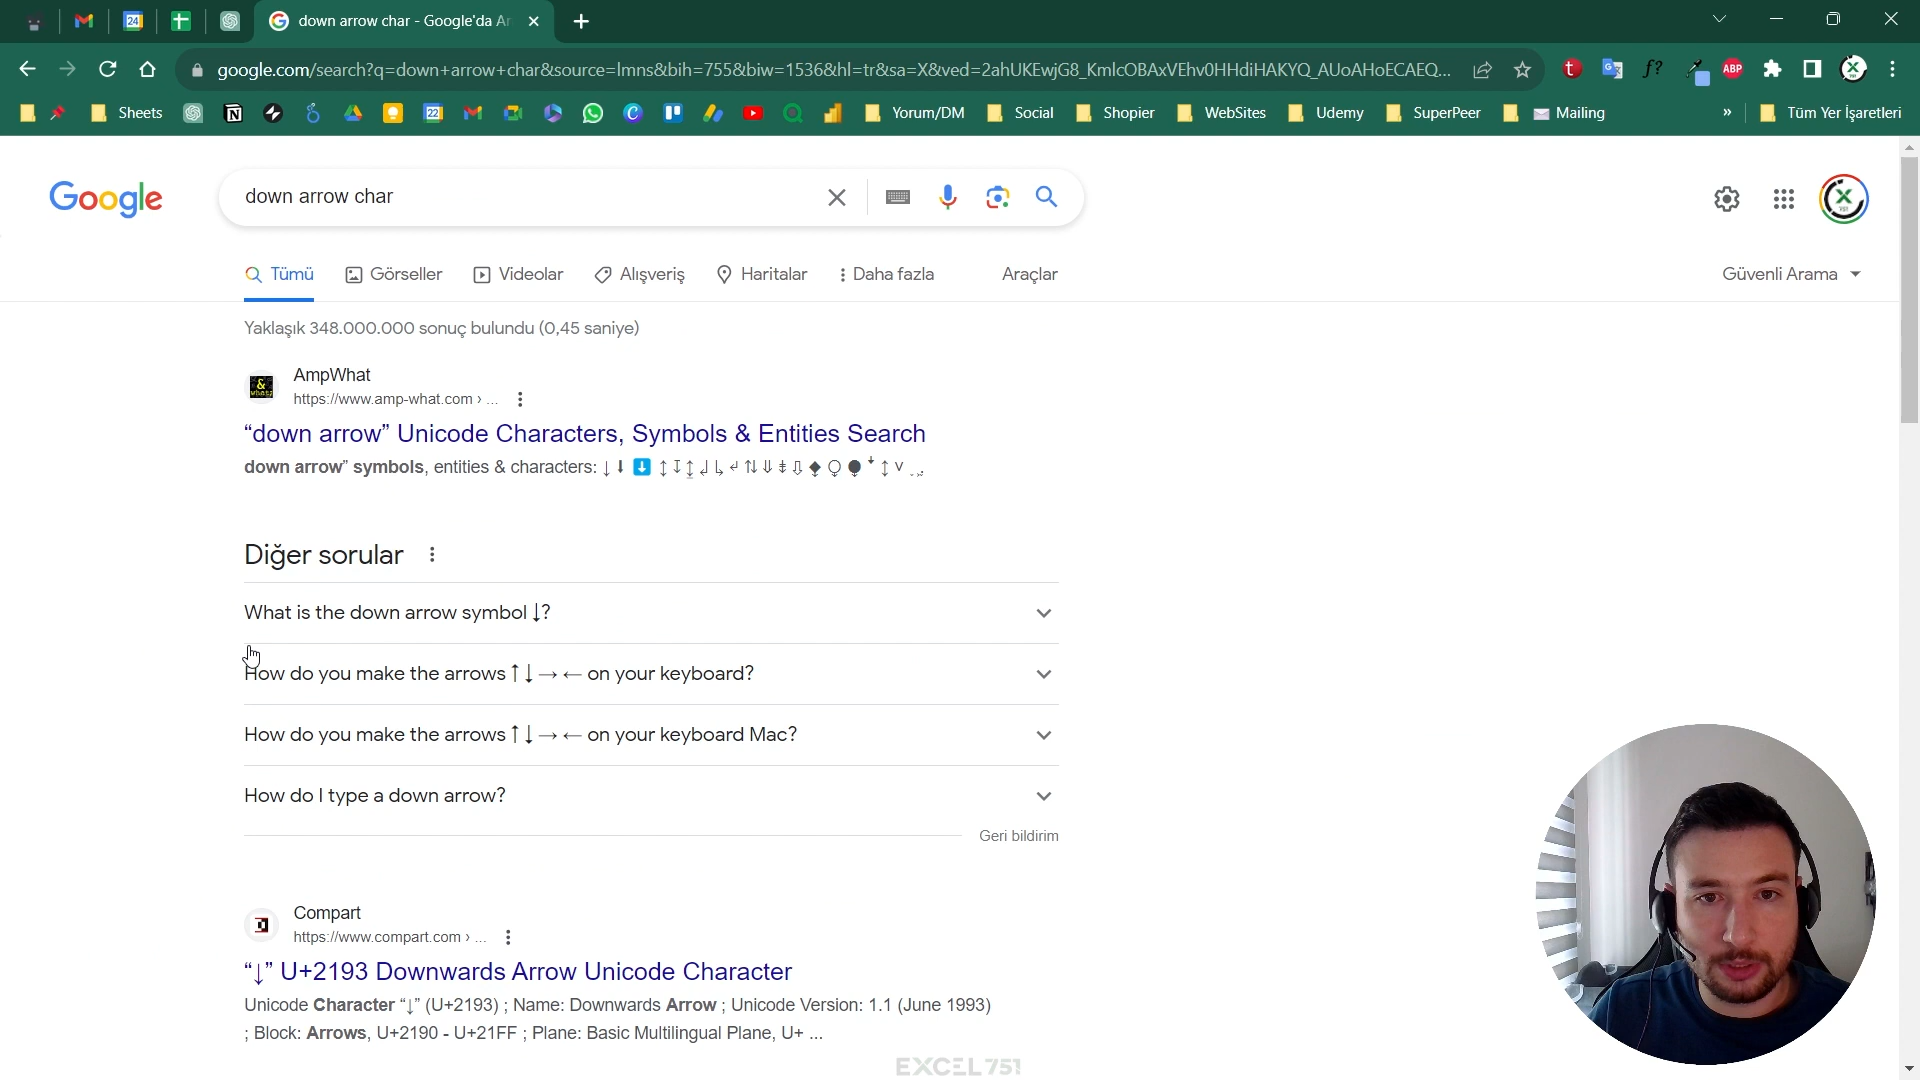 down arrow char - Google'da Ar
google.com/search?q=down+arrow+char&source=lmns&bih=755&biw=1536&hl=tr&sa=X&ved=2ahUKEwjG8_KmlcOBAxVEhv0HHdiHAKYQ_AUoAHoECAEQ...
Sheets Yorum/DM Social Shopier WebSites Udemy SuperPeer Mailing » Tüm Yer İşaretleri
Google
down arrow char
Tümü Görseller Videolar Alışveriş Haritalar Daha fazla Araçlar Güvenli Arama
Yaklaşık 348.000.000 sonuç bulundu (0,45 saniye)
AmpWhat
https://www.amp-what.com › ...
“down arrow” Unicode Characters, Symbols & Entities Search
down arrow” symbols, entities & characters: ↓
Diğer sorular
What is the down arrow symbol ↓?
How do you make the arrows ↑ ↓ → ← on your keyboard?
How do you make the arrows ↑ ↓ → ← on your keyboard Mac?
How do I type a down arrow?
Geri bildirim
Compart
https://www.compart.com › ...
“↓” U+2193 Downwards Arrow Unicode Character
Unicode Character “↓” (U+2193) ; Name: Downwards Arrow ; Unicode Version: 1.1 (June 1993)
; Block: Arrows, U+2190 - U+21FF ; Plane: Basic Multilingual Plane, U+ ...
EXCEL 751